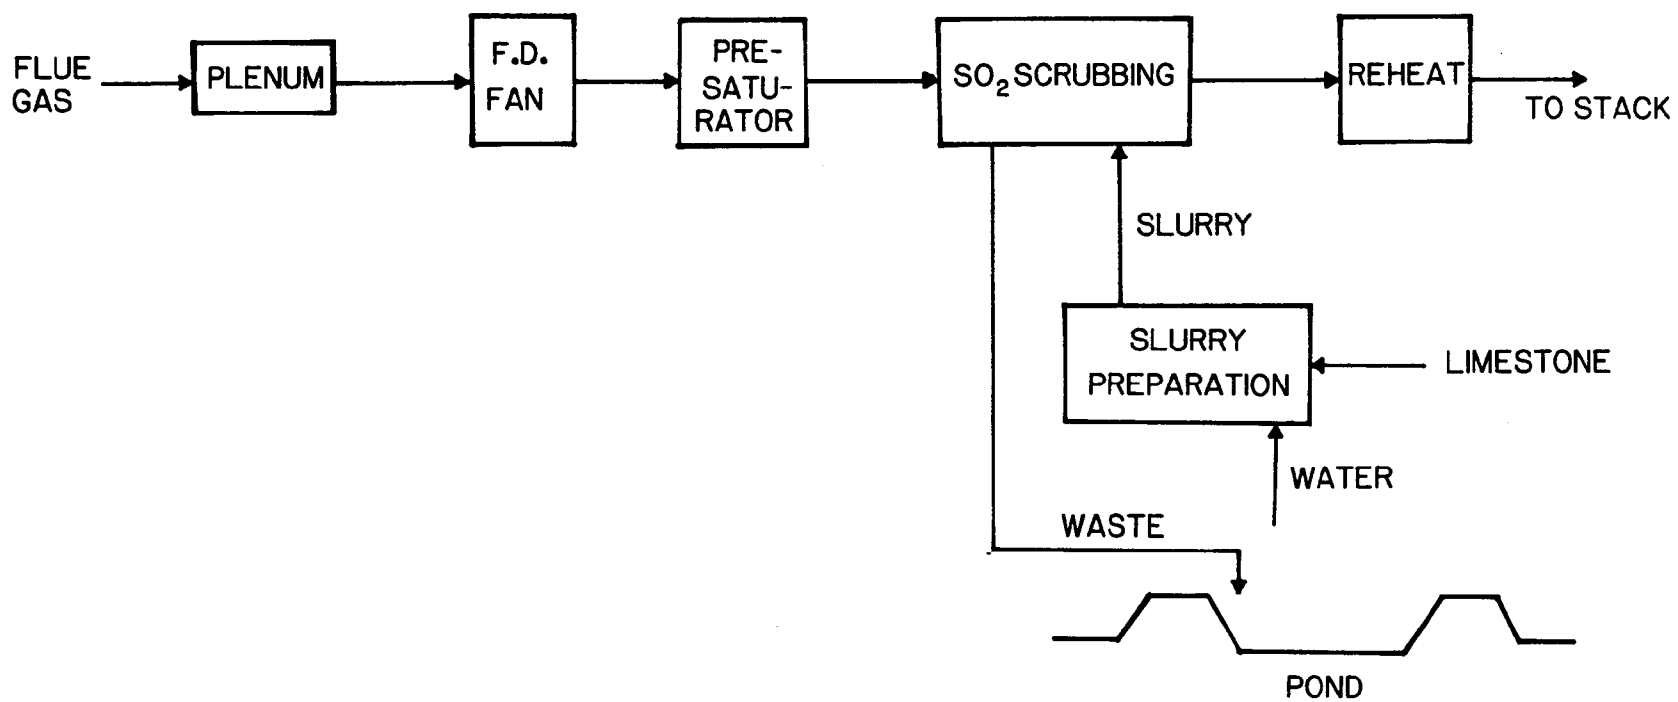 FLUE
GAS
PLENUM
F.D.
FAN
PRE-
SATU-
RATOR
SO₂ SCRUBBING
REHEAT
TO STACK
SLURRY
SLURRY
PREPARATION
LIMESTONE
WATER
WASTE
POND